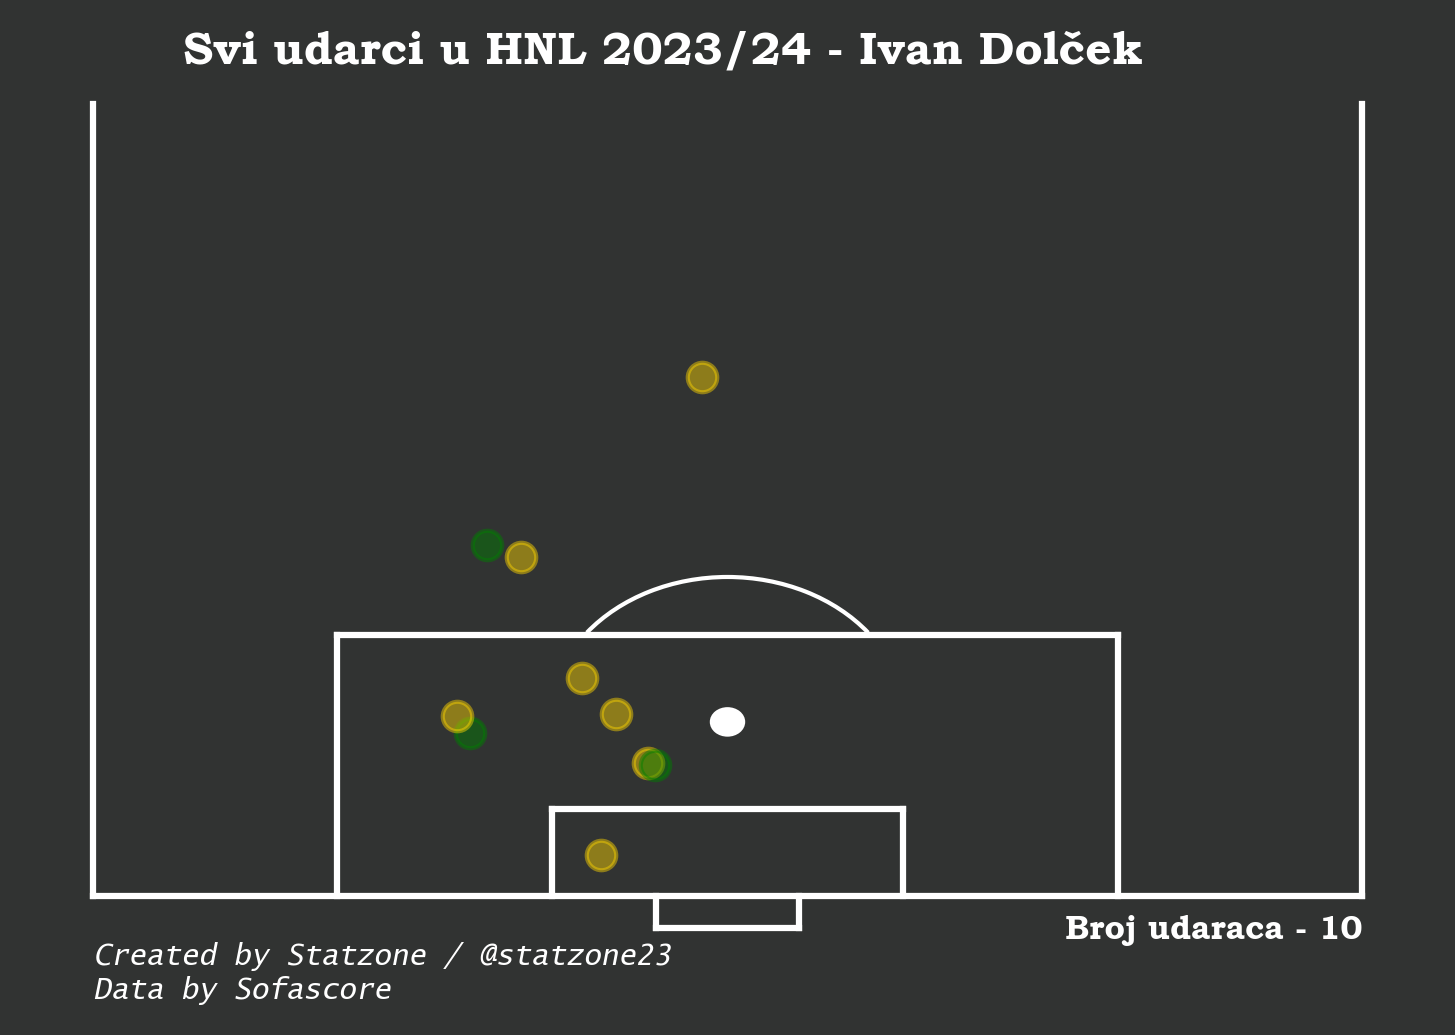 Svi udarci u HNL 2023/24 - Ivan Dolček
Broj udaraca - 10
Created by Statzone / @statzone23
Data by Sofascore